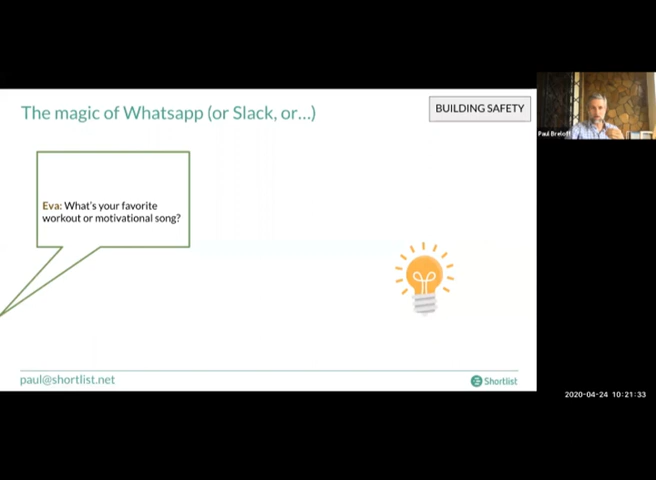 The magic of Whatsapp (or Slack, or...)
BUILDING SAFETY
Paul Breloff
Eva: What's your favorite
workout or motivational song?
paul@shortlist.net
Shortlist
2020-04-24 10:21:33